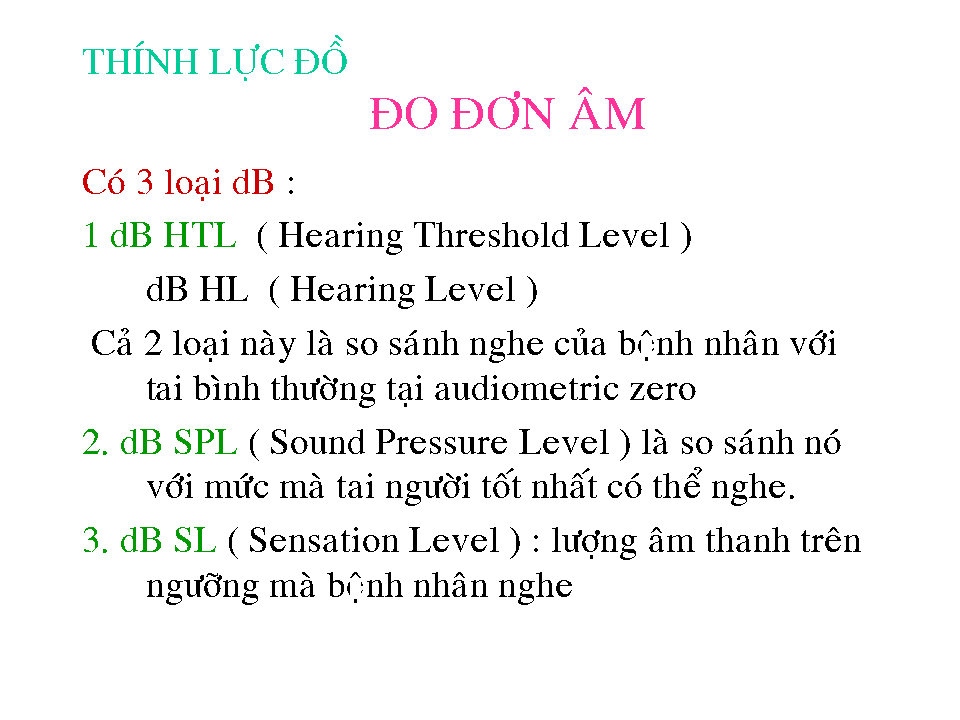 THÍNH LỰC ĐỒ
ĐO ĐƠN ÂM
Có 3 loại dB :
1 dB HTL ( Hearing Threshold Level )
dB HL ( Hearing Level )
Cả 2 loại này là so sánh nghe của bệnh nhân với
tai bình thường tại audiometric zero
2. dB SPL ( Sound Pressure Level ) là so sánh nó
với mức mà tai người tốt nhất có thể nghe.
3. dB SL ( Sensation Level ) : lượng âm thanh trên
ngưỡng mà bệnh nhân nghe